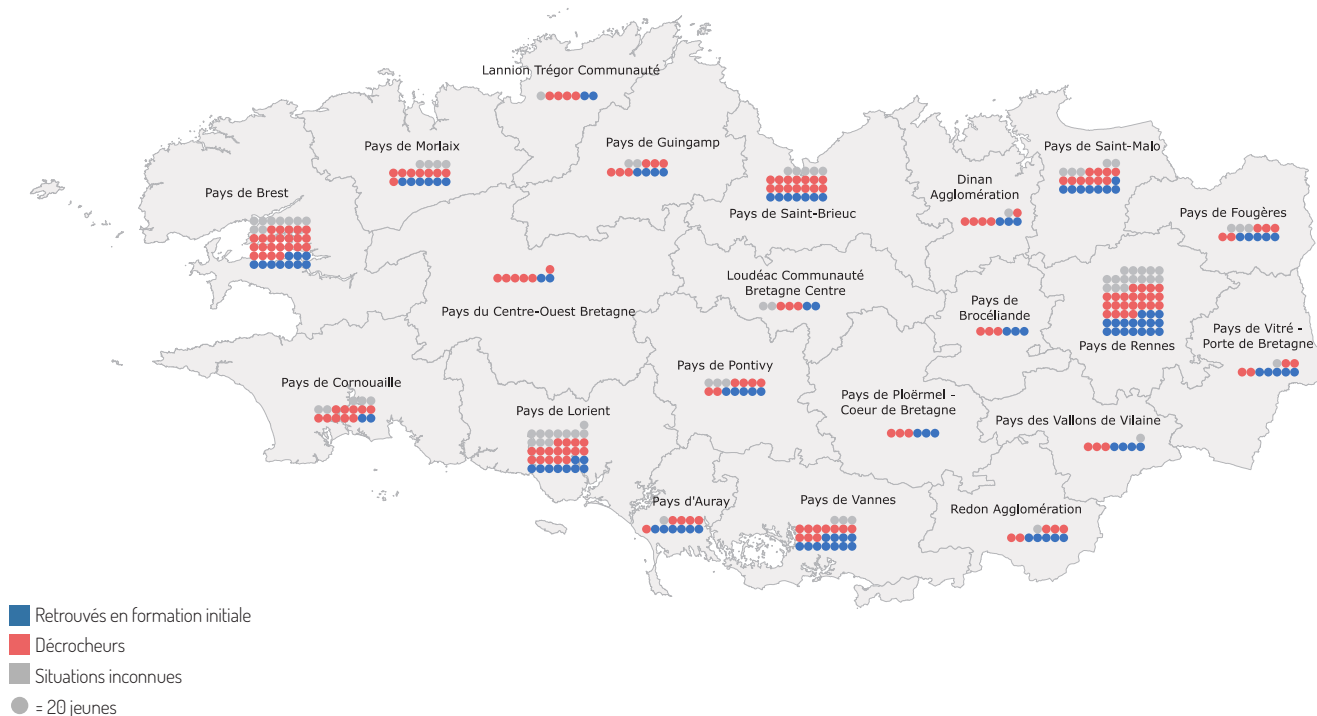 Lannion Trégor Communauté
Pays de Morlaix
Pays de Guingamp
Pays de Saint-Malo
Pays de Brest
Dinan
Agglomération
Pays de Saint-Brieuc
Pays de Fougères
Loudéac Communauté
Bretagne Centre
Pays du Centre-Ouest Bretagne
Pays de
Brocéliande
Pays de Rennes
Pays de Vitré -
Porte de Bretagne
Pays de Cornouaille
Pays de Pontivy
Pays de Lorient
Pays de Ploërmel -
Coeur de Bretagne
Pays des Vallons de Vilaine
Pays d'Auray
Pays de Vannes
Redon Agglomération
Retrouvés en formation initiale
Décrocheurs
Situations inconnues
= 20 jeunes